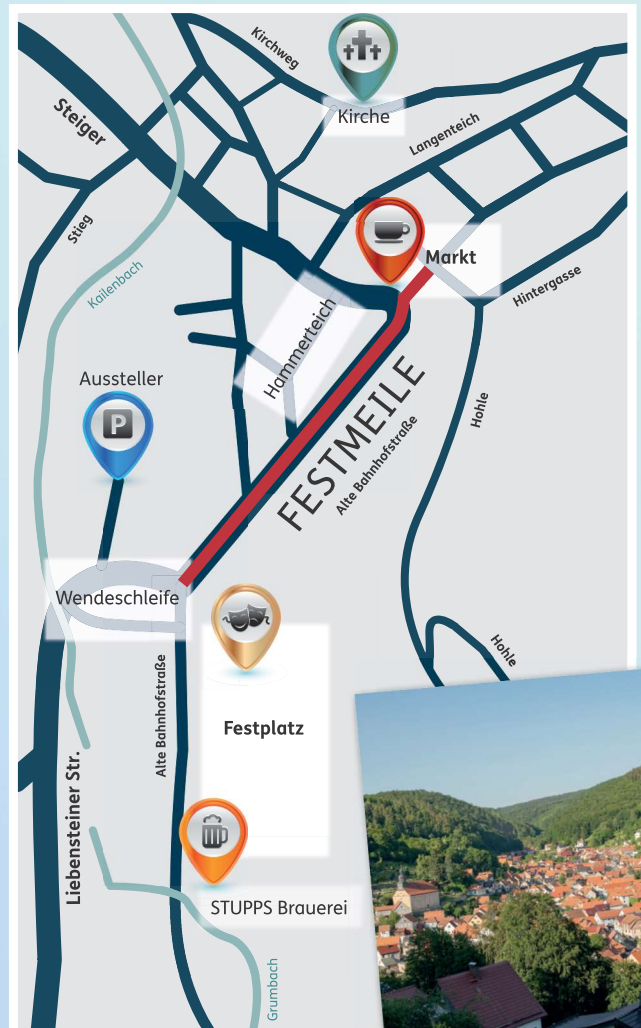 Kirchweg
Kirche
Steiger
Langenteich
Stieg
Markt
Kailenbach
Hintergasse
Hammerteich
Aussteller
P
FESTMEILE
Alte Bahnhofstraße
Hohle
Wendeschleife
Hohle
Alte Bahnhofstraße
Festplatz
Liebensteiner Str.
STUPPS Brauerei
Grumbach